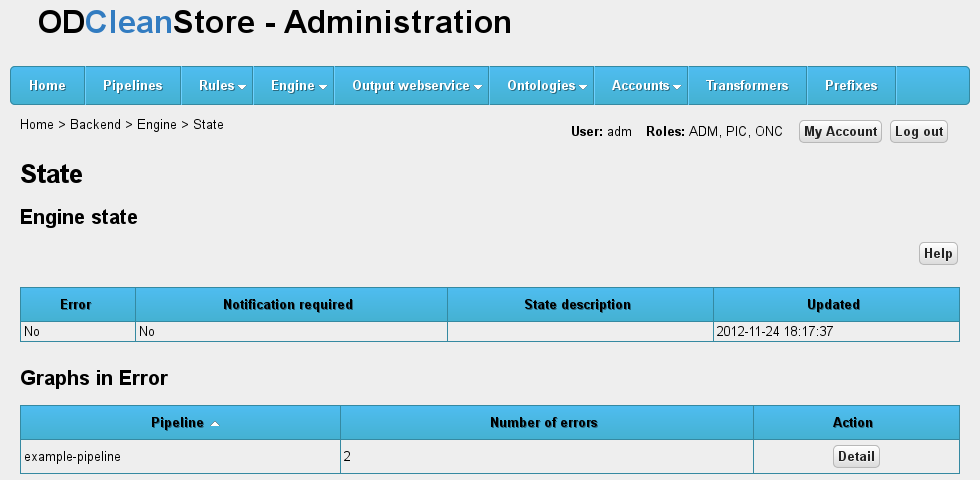 ODCleanStore - Administration
Home Pipelines Rules Engine Output webservice Ontologies Accounts Transformers Prefixes
Home > Backend > Engine > State
User: adm Roles: ADM, PIC, ONC My Account Log out
State
Engine state
Help
Error Notification required State description Updated
No No 2012-11-24 18:17:37
Graphs in Error
Pipeline Number of errors Action
example-pipeline 2 Detail